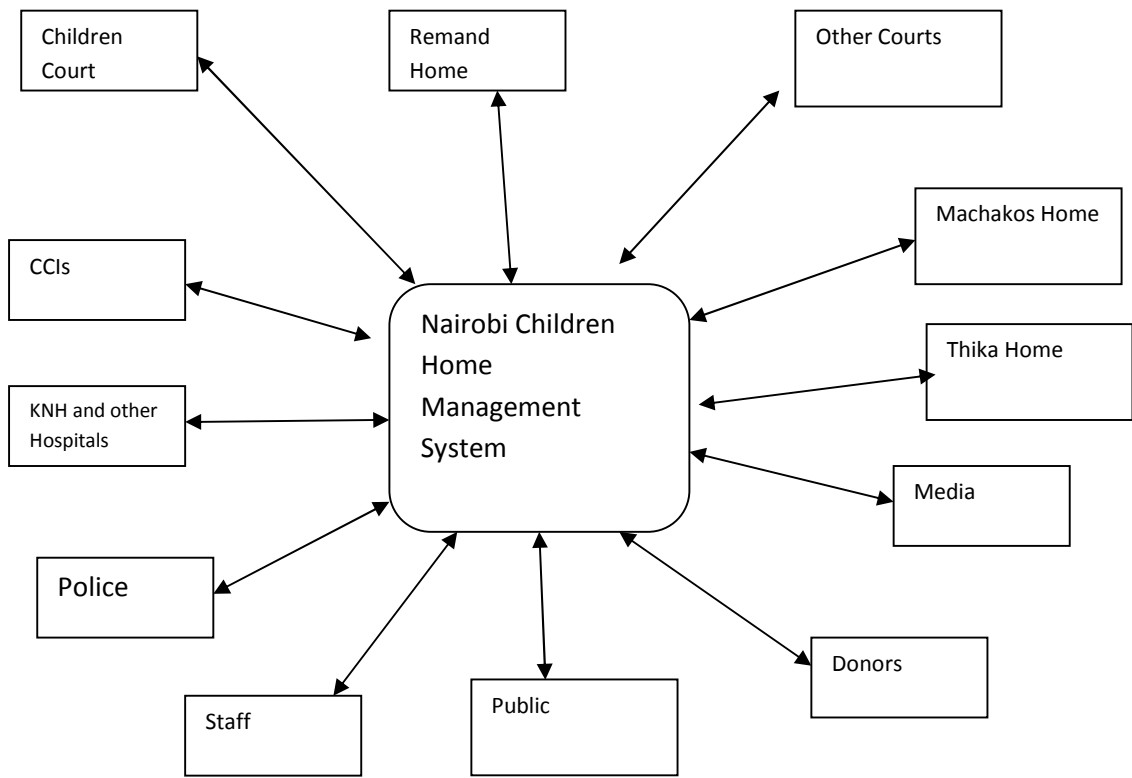 Children
Court
Remand
Home
Other Courts
Machakos Home
CCIs
Nairobi Children
Home
Management
System
Thika Home
KNH and other
Hospitals
Media
Police
Donors
Staff
Public